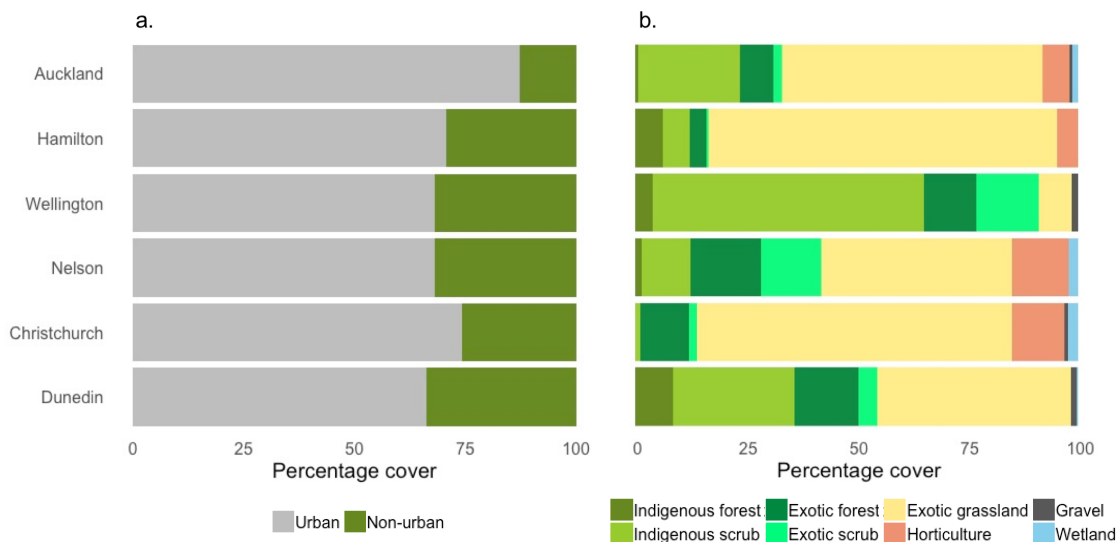 a.
b.
Auckland
Hamilton
Wellington
Nelson
Christchurch
Dunedin
0 25 50 75 100
0 25 50 75 100
Percentage cover
Percentage cover
Urban Non-urban
Indigenous forest Exotic forest Exotic grassland Gravel
Indigenous scrub Exotic scrub Horticulture Wetland